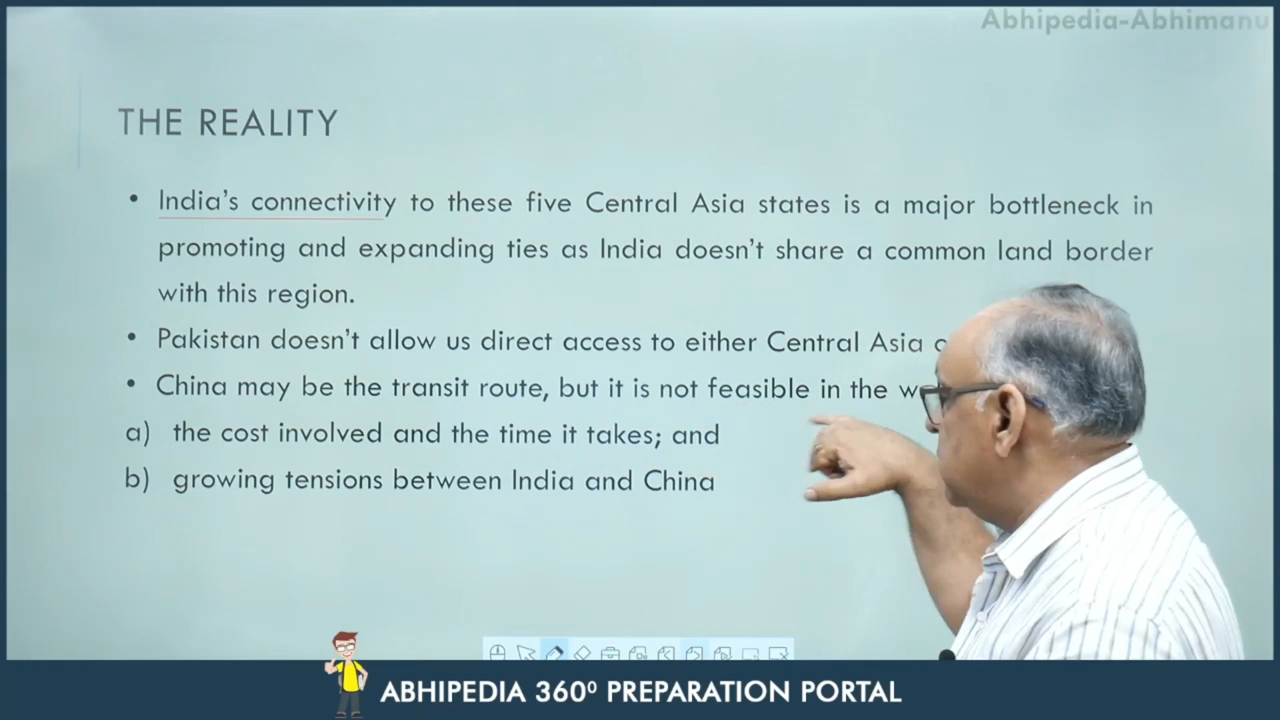 Abhipedia-Abhimanu
THE REALITY
• India's connectivity to these five Central Asia states is a major bottleneck in
promoting and expanding ties as India doesn't share a common land border
with this region.
• Pakistan doesn't allow us direct access to either Central Asia
• China may be the transit route, but it is not feasible in the
a) the cost involved and the time it takes; and
b) growing tensions between India and China
ABHIPEDIA 360⁰ PREPARATION PORTAL